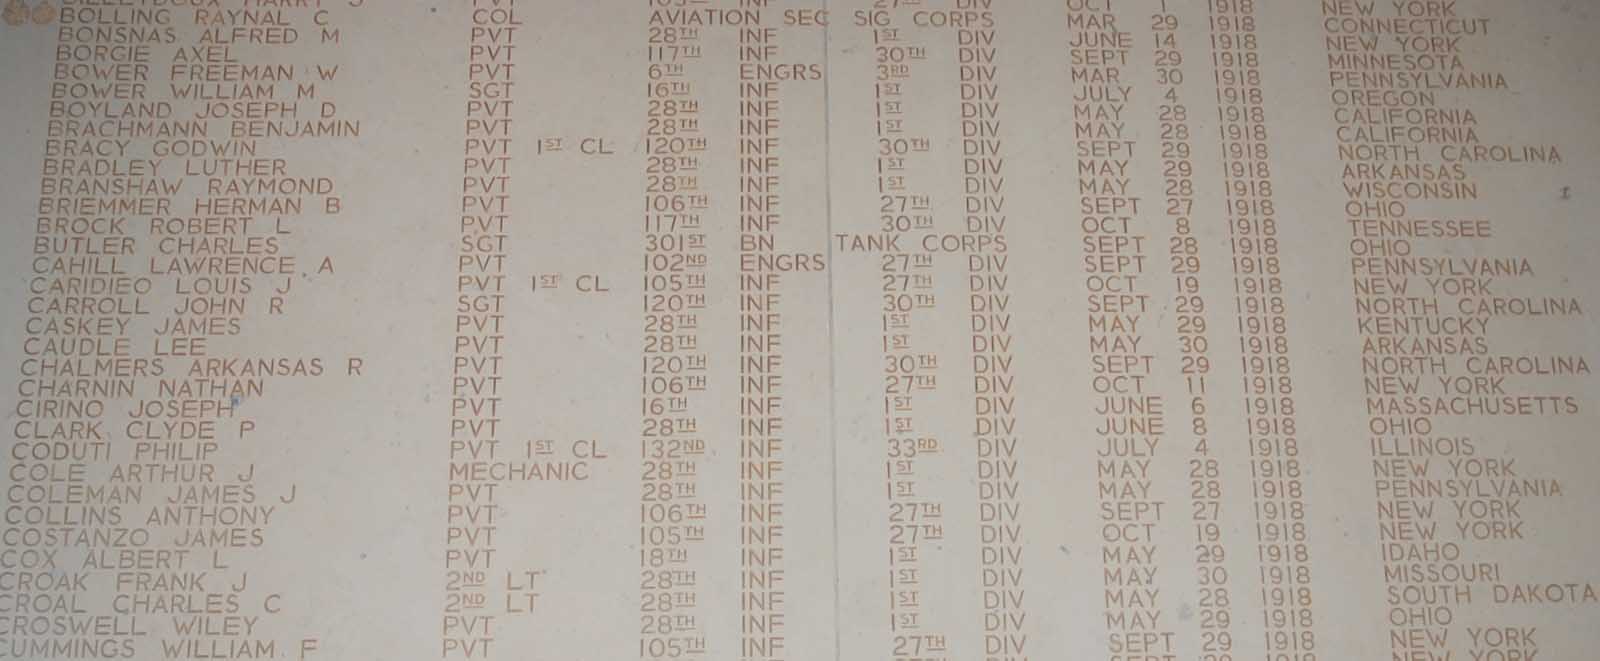 INF DIV OCT 1 1918 NEW YORK
BOLLING RAYNAL C COL AVIATION SEC SIG CORPS MAR 29 1918 CONNECTICUT
BONSNAS ALFRED M PVT 28TH INF 1ST DIV JUNE 14 1918 NEW YORK
BORGIE AXEL PVT 117TH INF 30TH DIV SEPT 29 1918 MINNESOTA
BOWER FREEMAN W PVT 6TH ENGRS 3RD DIV MAR 30 1918 PENNSYLVANIA
BOWER WILLIAM M SGT 16TH INF 1ST DIV JULY 4 1918 OREGON
BOYLAND JOSEPH D PVT 28TH INF 1ST DIV MAY 28 1918 CALIFORNIA
BRACHMANN BENJAMIN PVT 28TH INF 1ST DIV MAY 28 1918 CALIFORNIA
BRACY GODWIN PVT 1ST CL 120TH INF 30TH DIV SEPT 29 1918 NORTH CAROLINA
BRADLEY LUTHER PVT 28TH INF 1ST DIV MAY 29 1918 ARKANSAS
BRANSHAW RAYMOND PVT 28TH INF 1ST DIV MAY 28 1918 WISCONSIN
BRIEMMER HERMAN B PVT 106TH INF 27TH DIV SEPT 27 1918 OHIO
BROCK ROBERT L PVT 117TH INF 30TH DIV OCT 8 1918 TENNESSEE
BUTLER CHARLES SGT 301ST BN TANK CORPS SEPT 28 1918 OHIO
CAHILL LAWRENCE A PVT 102ND ENGRS 27TH DIV SEPT 29 1918 PENNSYLVANIA
CARIDIEO LOUIS J PVT 1ST CL 105TH INF 27TH DIV OCT 19 1918 NEW YORK
CARROLL JOHN R SGT 120TH INF 30TH DIV SEPT 29 1918 NORTH CAROLINA
CASKEY JAMES PVT 28TH INF 1ST DIV MAY 29 1918 KENTUCKY
CAUDLE LEE PVT 28TH INF 1ST DIV MAY 30 1918 ARKANSAS
CHALMERS ARKANSAS R PVT 120TH INF 30TH DIV SEPT 29 1918 NORTH CAROLINA
CHARNIN NATHAN PVT 106TH INF 27TH DIV OCT 11 1918 NEW YORK
CIRINO JOSEPH PVT 16TH INF 1ST DIV JUNE 6 1918 MASSACHUSETTS
CLARK CLYDE P PVT 28TH INF 1ST DIV JUNE 8 1918 OHIO
CODUTI PHILIP PVT 1ST CL 132ND INF 33RD DIV JULY 4 1918 ILLINOIS
COLE ARTHUR J MECHANIC 28TH INF 1ST DIV MAY 28 1918 NEW YORK
COLEMAN JAMES J PVT 28TH INF 1ST DIV MAY 28 1918 PENNSYLVANIA
COLLINS ANTHONY PVT 106TH INF 27TH DIV SEPT 27 1918 NEW YORK
COSTANZO JAMES PVT 105TH INF 27TH DIV OCT 19 1918 NEW YORK
COX ALBERT L PVT 18TH INF 1ST DIV MAY 29 1918 IDAHO
CROAK FRANK J 2ND LT 28TH INF 1ST DIV MAY 30 1918 MISSOURI
CROAL CHARLES C 2ND LT 28TH INF 1ST DIV MAY 28 1918 SOUTH DAKOTA
CROSWELL WILEY PVT 28TH INF 1ST DIV MAY 29 1918 OHIO
CUMMINGS WILLIAM F PVT 105TH INF 27TH DIV SEPT 29 1918 NEW YORK